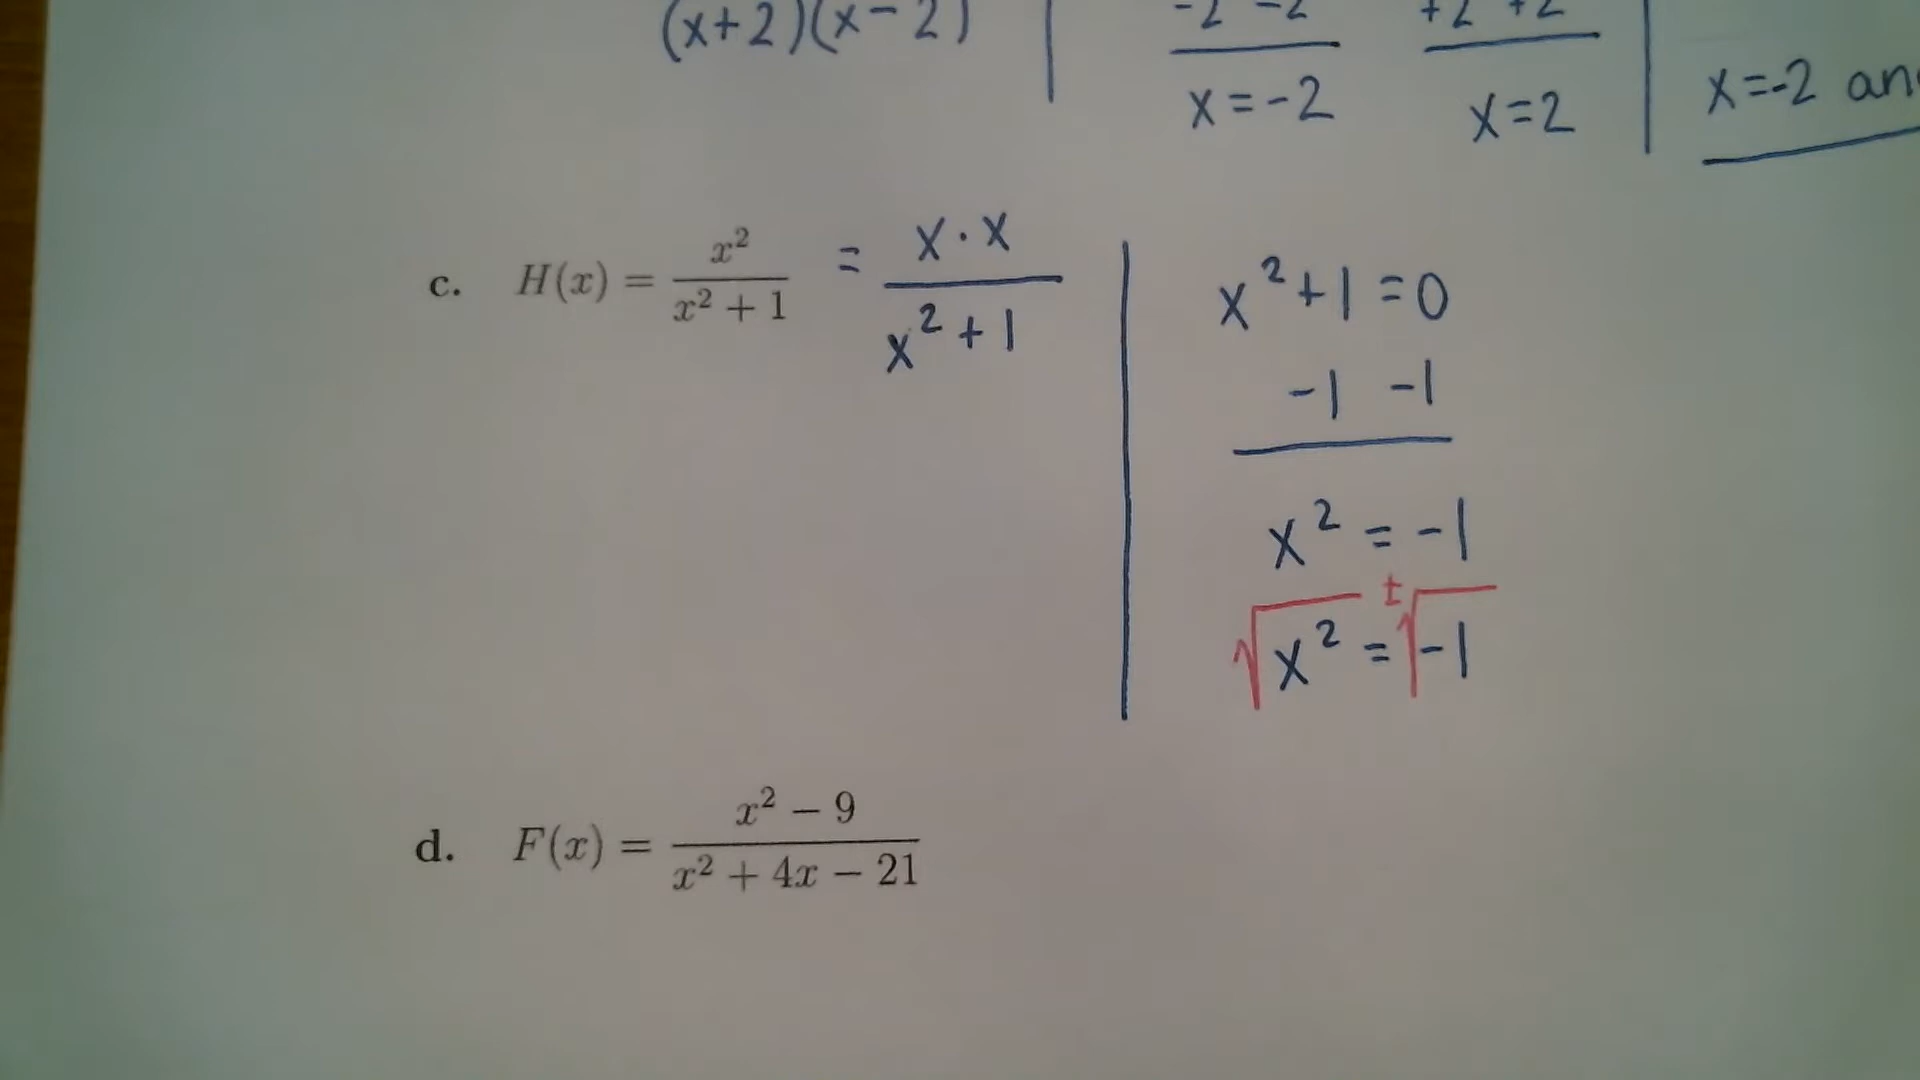 (x+2)(x-2)
-2 -2
+2 +2
x=-2
x=2
x=-2 an
c. H(x) = x²/(x² + 1) = x·x/(x²+1)
x²+1=0
-1 -1
x²=-1
√x² = ±√-1
d. F(x) = (x² − 9)/(x² + 4x − 21)